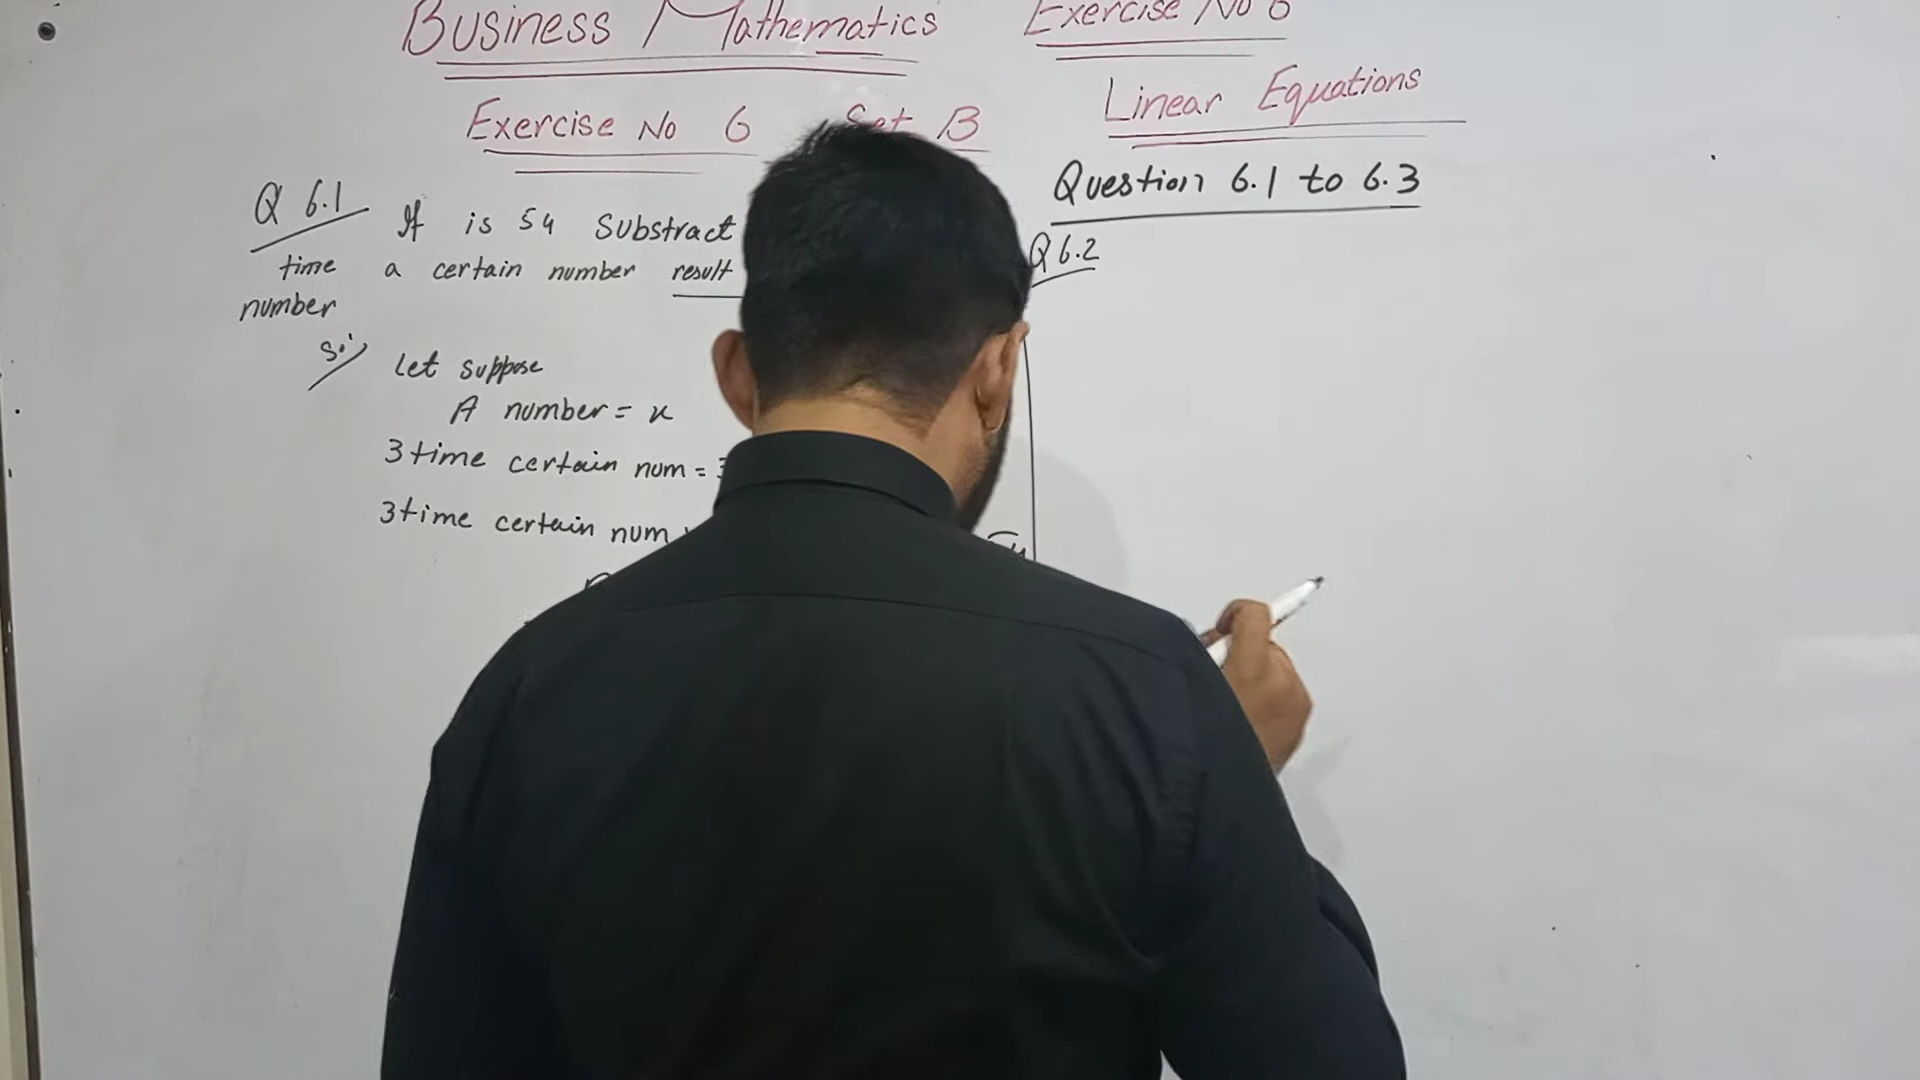 Business Mathematics
Exercise No 6
Exercise No 6 Set B
Linear Equations
Question 6.1 to 6.3
Q 6.1
If is 54 Substract
time a certain number result
number
Let suppose
A number = x
3 time certain num =
3 time certain num
Q 6.2